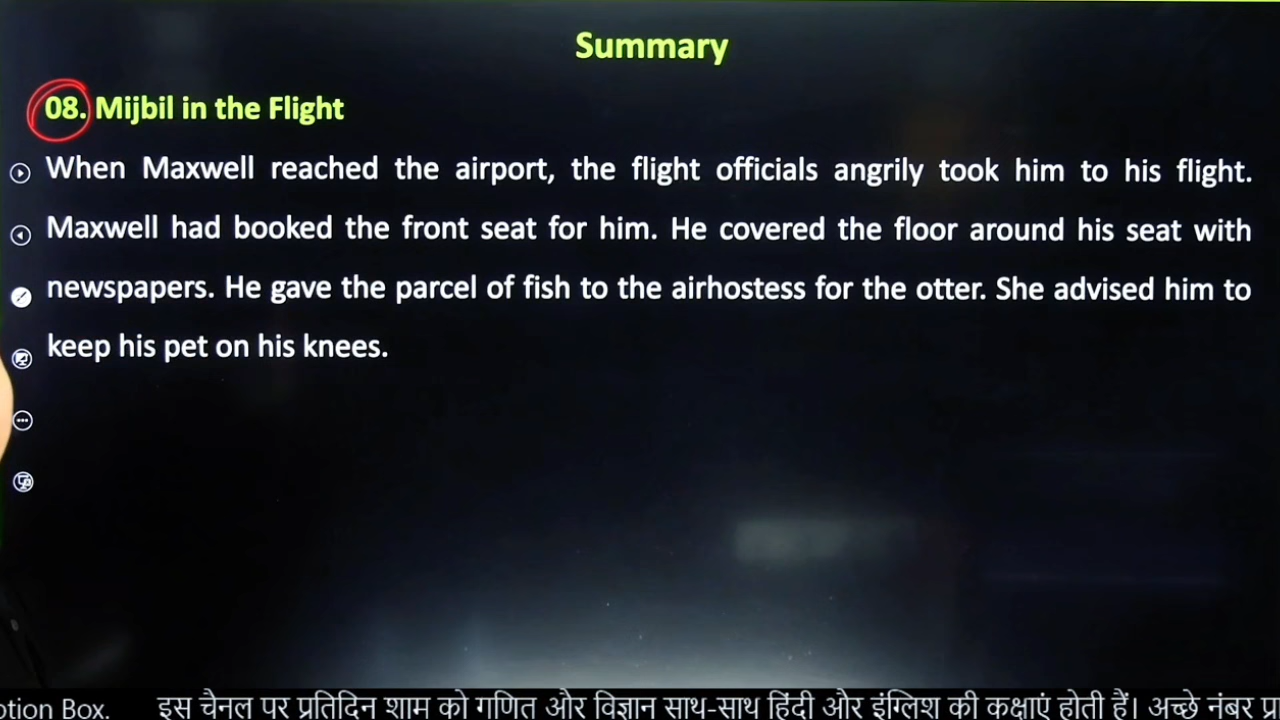 Summary
08. Mijbil in the Flight
When Maxwell reached the airport, the flight officials angrily took him to his flight.
Maxwell had booked the front seat for him. He covered the floor around his seat with
newspapers. He gave the parcel of fish to the airhostess for the otter. She advised him to
keep his pet on his knees.
ption Box. इस चैनल पर प्रतिदिन शाम को गणित और विज्ञान साथ-साथ हिंदी और इंग्लिश की कक्षाएं होती हैं। अच्छे नंबर प्र